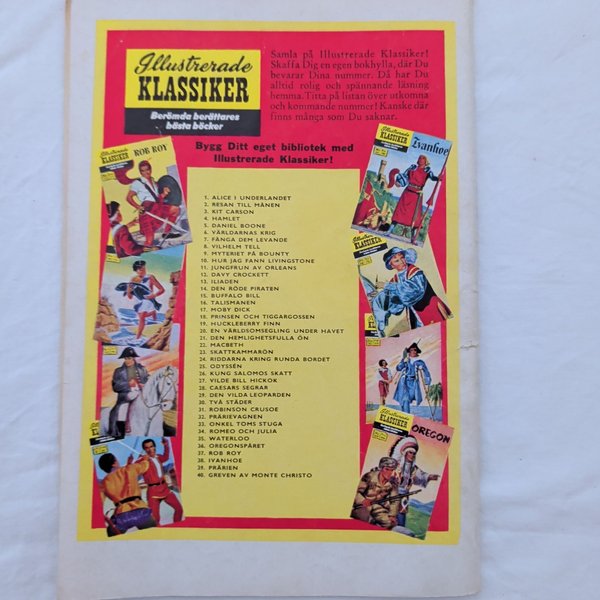 Illustrerade
KLASSIKER
Berömda berättares
bästa böcker
Samla på Illustrerade Klassiker!
Skaffa Dig en egen bokhylla, där Du
bevarar Dina nummer. Då har Du
alltid rolig och spännande läsning
hemma. Titta på listan över utkomna
och kommande nummer! Kanske där
finns många som Du saknar.
Bygg Ditt eget bibliotek med
Illustrerade Klassiker!
Illustrerade
KLASSIKER
ROB ROY
Illustrerade
KLASSIKER
Ivanhoe
Illustrerade
KLASSIKER
1. ALICE I UNDERLANDET
2. RESAN TILL MÅNEN
3. KIT CARSON
4. HAMLET
5. DANIEL BOONE
6. VÄRLDARNAS KRIG
7. FÅNGA DEM LEVANDE
8. VILHELM TELL
9. MYTERIET PÅ BOUNTY
10. HUR JAG FANN LIVINGSTONE
11. JUNGFRUN AV ORLEANS
12. DAVY CROCKETT
13. ILIADEN
14. DEN RÖDE PIRATEN
15. BUFFALO BILL
16. TALISMANEN
17. MOBY DICK
18. PRINSEN OCH TIGGARGOSSEN
19. HUCKLEBERRY FINN
20. EN VÄRLDSOMSEGLING UNDER HAVET
21. DEN HEMLIGHETSFULLA ÖN
22. MACBETH
23. SKATTKAMMARÖN
24. RIDDARNA KRING RUNDA BORDET
25. ODYSSÉN
26. KUNG SALOMOS SKATT
27. VILDE BILL HICKOK
28. CAESARS SEGRAR
29. DEN VILDA LEOPARDEN
30. TVÅ STÄDER
31. ROBINSON CRUSOE
32. PRÄRIEVAGNEN
33. ONKEL TOMS STUGA
34. ROMEO OCH JULIA
35. WATERLOO
36. OREGONSPÅRET
37. ROB ROY
38. IVANHOE
39. PRÄRIEN
40. GREVEN AV MONTE CHRISTO
Illustrerade
KLASSIKER
OREGON